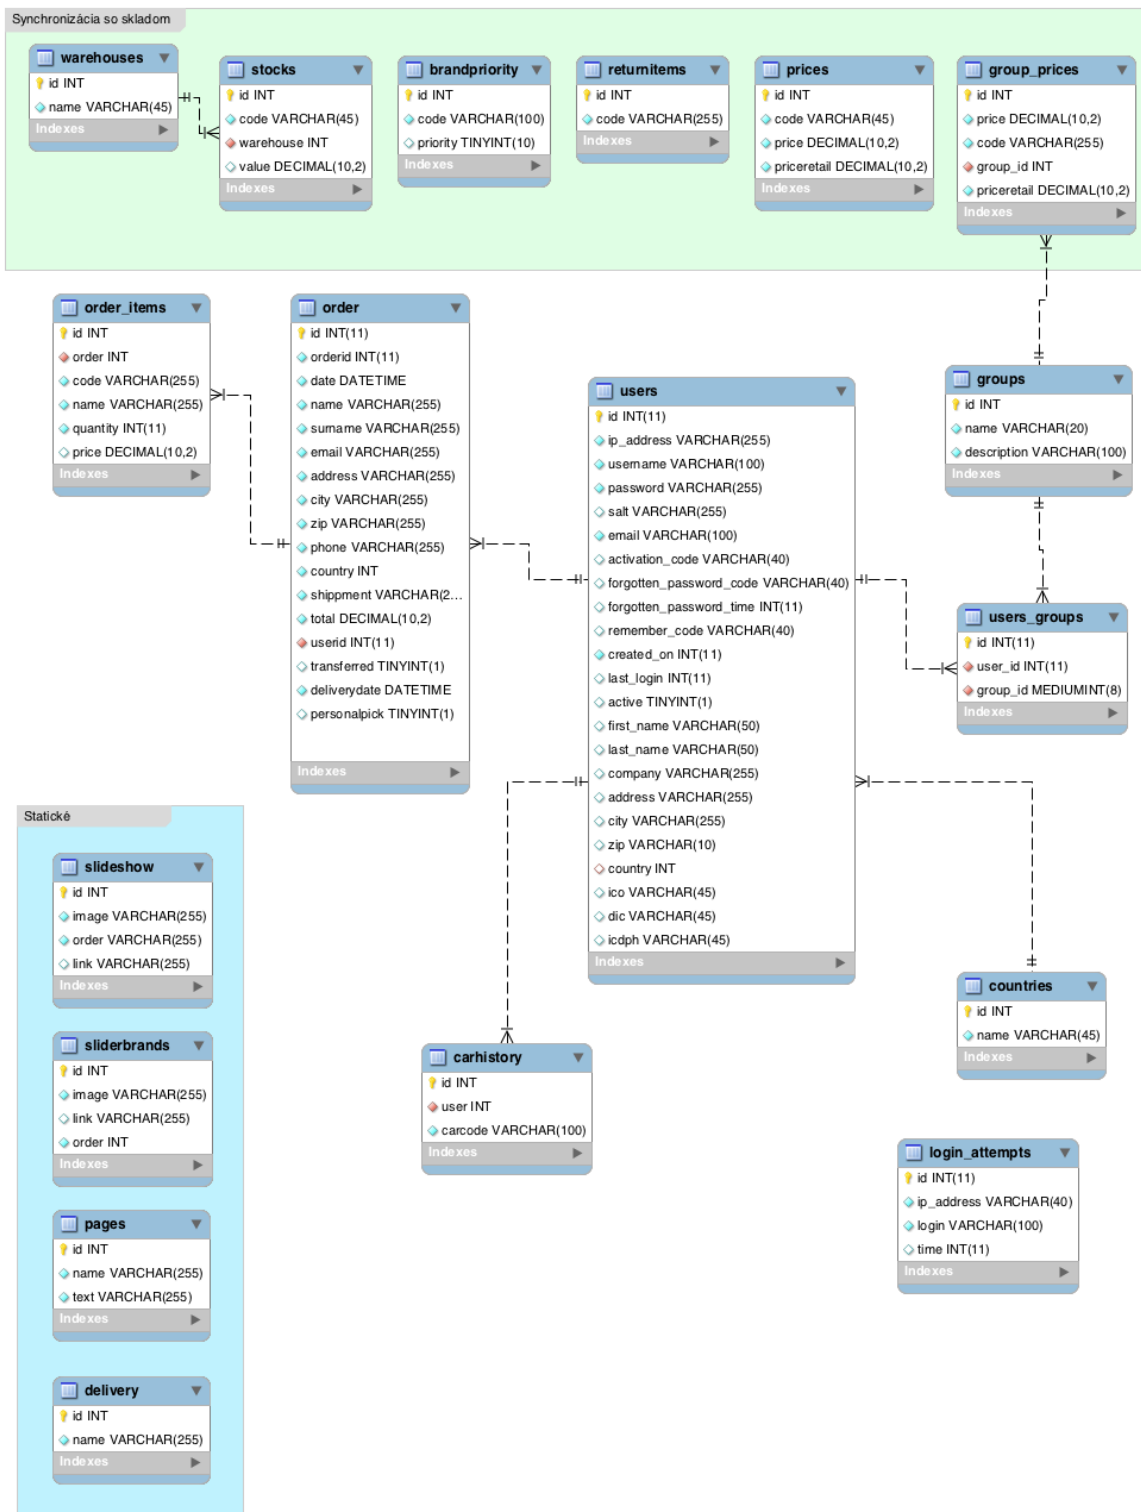 Synchronizácia so skladom
warehouses
id INT
name VARCHAR(45)
Indexes
stocks
id INT
code VARCHAR(45)
warehouse INT
value DECIMAL(10,2)
Indexes
brandpriority
id INT
code VARCHAR(100)
priority TINYINT(10)
Indexes
returnitems
id INT
code VARCHAR(255)
Indexes
prices
id INT
code VARCHAR(45)
price DECIMAL(10,2)
priceretail DECIMAL(10,2)
Indexes
group_prices
id INT
price DECIMAL(10,2)
code VARCHAR(255)
group_id INT
priceretail DECIMAL(10,2)
Indexes
order_items
id INT
order INT
code VARCHAR(255)
name VARCHAR(255)
quantity INT(11)
price DECIMAL(10,2)
Indexes
order
id INT(11)
orderid INT(11)
date DATETIME
name VARCHAR(255)
surname VARCHAR(255)
email VARCHAR(255)
address VARCHAR(255)
city VARCHAR(255)
zip VARCHAR(255)
phone VARCHAR(255)
country INT
shippment VARCHAR(2...
total DECIMAL(10,2)
userid INT(11)
transferred TINYINT(1)
deliverydate DATETIME
personalpick TINYINT(1)
Indexes
users
id INT(11)
ip_address VARCHAR(255)
username VARCHAR(100)
password VARCHAR(255)
salt VARCHAR(255)
email VARCHAR(100)
activation_code VARCHAR(40)
forgotten_password_code VARCHAR(40)
forgotten_password_time INT(11)
remember_code VARCHAR(40)
created_on INT(11)
last_login INT(11)
active TINYINT(1)
first_name VARCHAR(50)
last_name VARCHAR(50)
company VARCHAR(255)
address VARCHAR(255)
city VARCHAR(255)
zip VARCHAR(10)
country INT
ico VARCHAR(45)
dic VARCHAR(45)
icdph VARCHAR(45)
Indexes
groups
id INT
name VARCHAR(20)
description VARCHAR(100)
Indexes
users_groups
id INT(11)
user_id INT(11)
group_id MEDIUMINT(8)
Indexes
Statické
slideshow
id INT
image VARCHAR(255)
order VARCHAR(255)
link VARCHAR(255)
Indexes
sliderbrands
id INT
image VARCHAR(255)
link VARCHAR(255)
order INT
Indexes
pages
id INT
name VARCHAR(255)
text VARCHAR(255)
Indexes
delivery
id INT
name VARCHAR(255)
Indexes
carhistory
id INT
user INT
carcode VARCHAR(100)
Indexes
countries
id INT
name VARCHAR(45)
Indexes
login_attempts
id INT(11)
ip_address VARCHAR(40)
login VARCHAR(100)
time INT(11)
Indexes